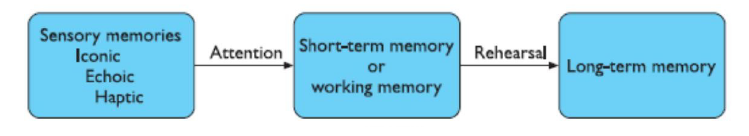 Sensory memories
Iconic
Echoic
Haptic
Attention
Short-term memory
or
working memory
Rehearsal
Long-term memory